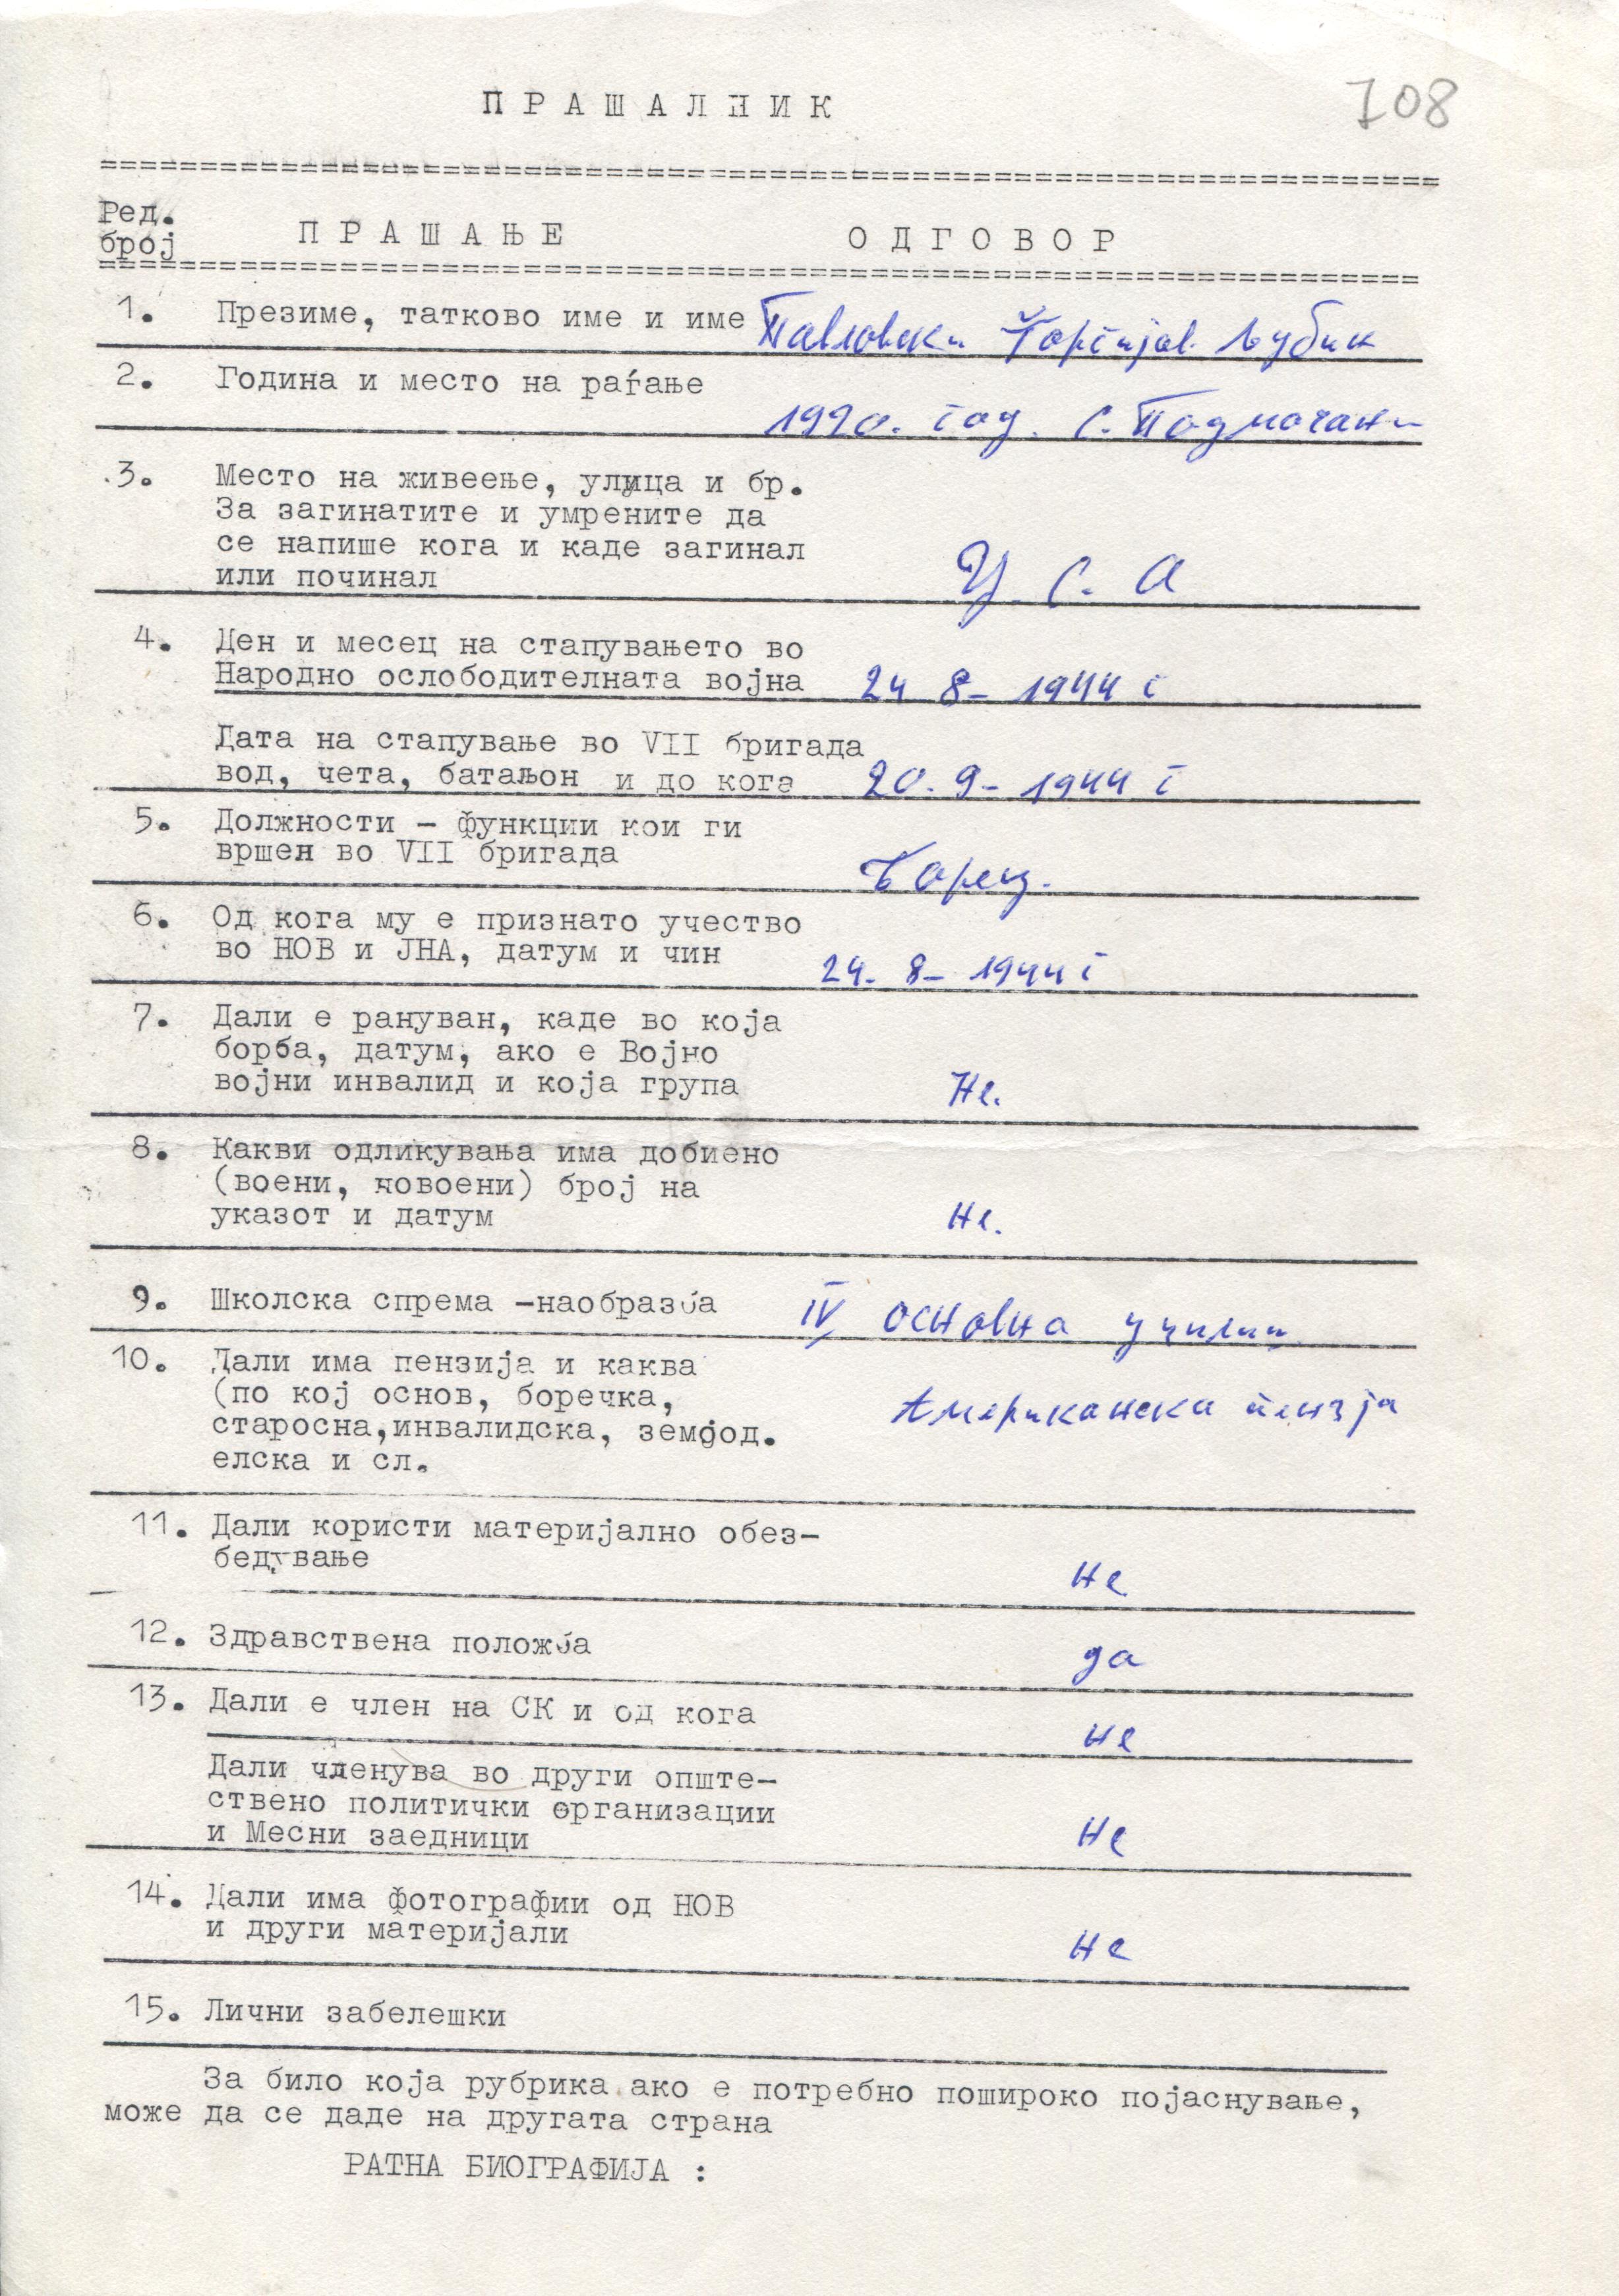 ПРАШАЛНИК
108
Ред.
број
ПРАШАЊЕ
ОДГОВОР
1. Презиме, татково име и име Павловски Љубин
2. Година и место на раѓање
1920. год. С. Подмочани
3. Место на живеење, улица и бр.
За загинатите и умрените да
се напише кога и каде загинал
или починал У. С. А
4. Ден и месец на стапувањето во
Народно ослободителната војна 24 8- 1944 г
Дата на стапување во VII бригада
вод, чета, батаљон и до кога 20. 9- 1944 г
5. Должности - функции кои ги
вршен во VII бригада Борец.
6. Од кога му е признато учество
во НОВ и ЈНА, датум и чин 24. 8- 1944 г
7. Дали е рануван, каде во која
борба, датум, ако е Војно
војни инвалид и која група Не.
8. Какви одликувања има добиено
(воени, новоени) број на
указот и датум Не.
9. Школска спрема -наобразба IV основна училиш
10. Дали има пензија и каква
(по кој основ, боречка, Американска пензја
старосна,инвалидска, земјод.
елска и сл.
11. Дали користи материјално обез-
бедување Не
12. Здравствена положба да
13. Дали е член на СК и од кога не
Дали членува во други опште-
ствено политички организации
и Месни заедници Не
14. Дали има фотографии од НОВ
и други материјали не
15. Лични забелешки
За било која рубрика ако е потребно пошироко појаснување,
може да се даде на другата страна
РАТНА БИОГРАФИЈА :